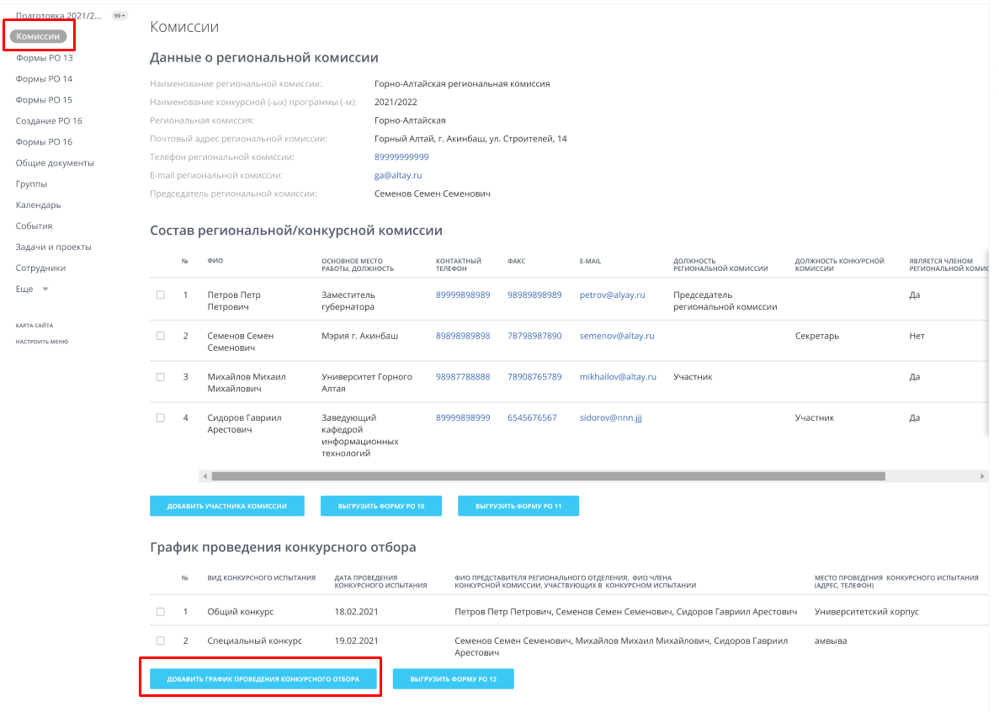 Подготовка 2021/2... 99+
Комиссии
Формы РО 13
Формы РО 14
Формы РО 15
Создание РО 16
Формы РО 16
Общие документы
Группы
Календарь
События
Задачи и проекты
Сотрудники
Еще
КАРТА САЙТА
НАСТРОИТЬ МЕНЮ
Комиссии
Данные о региональной комиссии
Наименование региональной комиссии: Горно-Алтайская региональная комиссия
Наименование конкурсной (-ых) программы (-м): 2021/2022
Региональная комиссия: Горно-Алтайская
Почтовый адрес региональной комиссии: Горный Алтай, г. Акинбаш, ул. Строителей, 14
Телефон региональной комиссии: 89999999999
E-mail региональной комиссии: ga@altay.ru
Председатель региональной комиссии: Семенов Семен Семенович
Состав региональной/конкурсной комиссии
№ ФИО ОСНОВНОЕ МЕСТО КОНТАКТНЫЙ ФАКС E-MAIL ДОЛЖНОСТЬ ДОЛЖНОСТЬ КОНКУРСНОЙ ЯВЛЯЕТСЯ ЧЛЕНОМ
РАБОТЫ, ДОЛЖНОСТЬ ТЕЛЕФОН РЕГИОНАЛЬНОЙ КОМИССИИ КОМИССИИ РЕГИОНАЛЬНОЙ КОМИС
1 Петров Петр Заместитель 89999898989 98989898989 petrov@alyay.ru Председатель Да
Петрович губернатора региональной комиссии
2 Семенов Семен Мэрия г. Акинбаш 89898989898 78798987890 semenov@altay.ru Секретарь Нет
Семенович
3 Михайлов Михаил Университет Горного 98987788888 78908765789 mikhailov@altay.ru Участник Да
Михайлович Алтая
4 Сидоров Гавриил Заведующий 89999898999 6545676567 sidorov@nnn.jjj Участник Да
Арестович кафедрой
информационных
технологий
ДОБАВИТЬ УЧАСТНИКА КОМИССИИ ВЫГРУЗИТЬ ФОРМУ РО 10 ВЫГРУЗИТЬ ФОРМУ РО 11
График проведения конкурсного отбора
№ ВИД КОНКУРСНОГО ИСПЫТАНИЯ ДАТА ПРОВЕДЕНИЯ ФИО ПРЕДСТАВИТЕЛЯ РЕГИОНАЛЬНОГО ОТДЕЛЕНИЯ, ФИО ЧЛЕНА МЕСТО ПРОВЕДЕНИЯ КОНКУРСНОГО ИСПЫТАНИЯ
КОНКУРСНОГО ИСПЫТАНИЯ КОНКУРСНОЙ КОМИССИИ, УЧАСТВУЮЩИХ В КОНКУРСНОМ ИСПЫТАНИИ (АДРЕС, ТЕЛЕФОН)
1 Общий конкурс 18.02.2021 Петров Петр Петрович, Семенов Семен Семенович, Сидоров Гавриил Арестович Университетский корпус
2 Специальный конкурс 19.02.2021 Семенов Семен Семенович, Михайлов Михаил Михайлович, Сидоров Гавриил амвыва
Арестович
ДОБАВИТЬ ГРАФИК ПРОВЕДЕНИЯ КОНКУРСНОГО ОТБОРА ВЫГРУЗИТЬ ФОРМУ РО 12